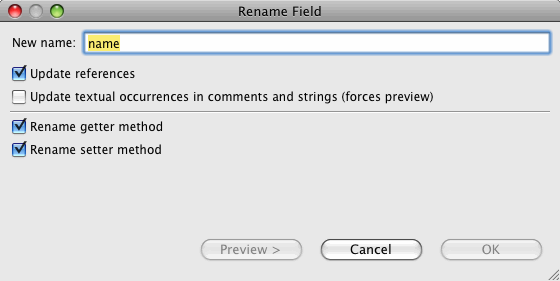 Rename Field
New name: name
Update references
Update textual occurrences in comments and strings (forces preview)
Rename getter method
Rename setter method
Preview > Cancel OK